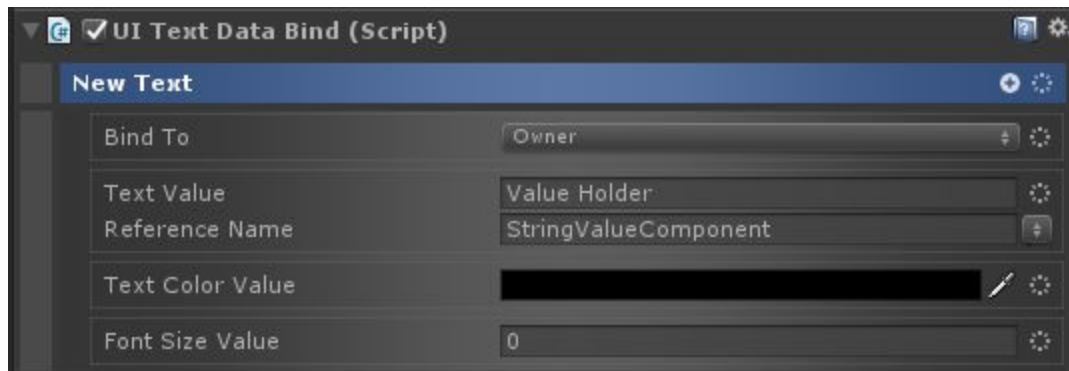 UI Text Data Bind (Script)
New Text
Bind To Owner
Text Value Value Holder
Reference Name StringValueComponent
Text Color Value
Font Size Value 0